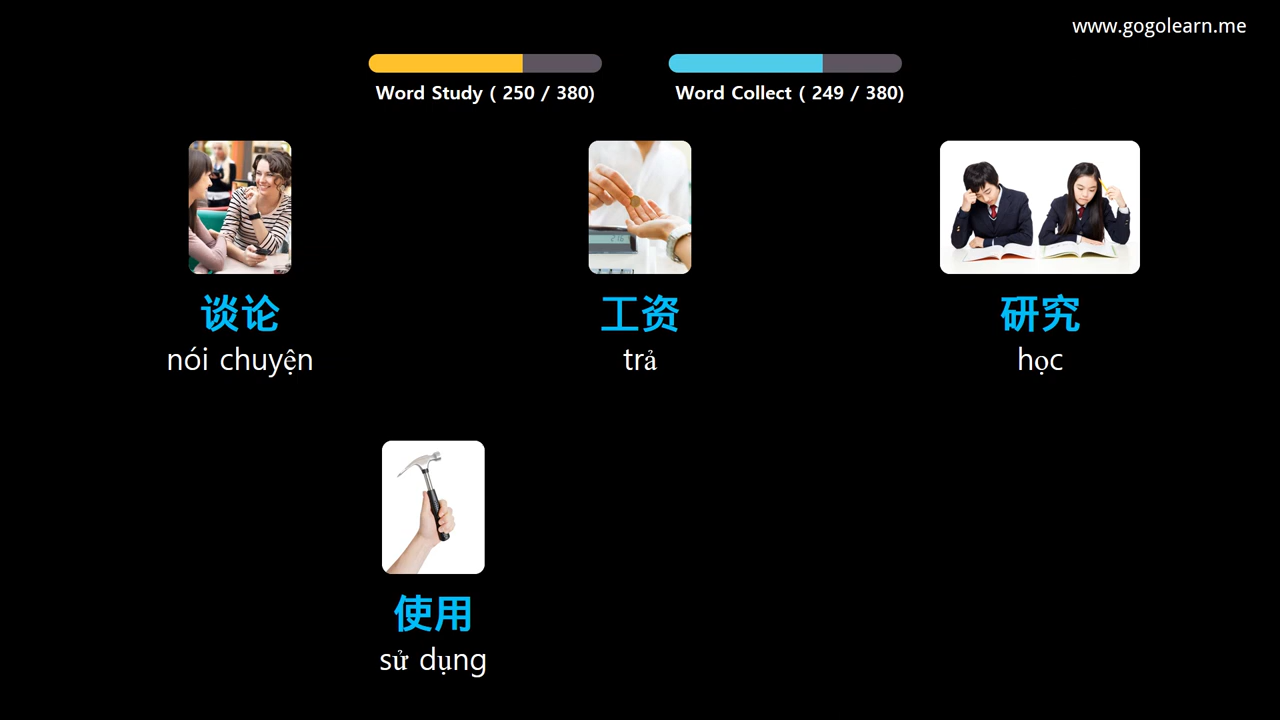 www.gogolearn.me
Word Study ( 250 / 380)
Word Collect ( 249 / 380)
谈论
nói chuyện
工资
trả
研究
học
使用
sử dụng